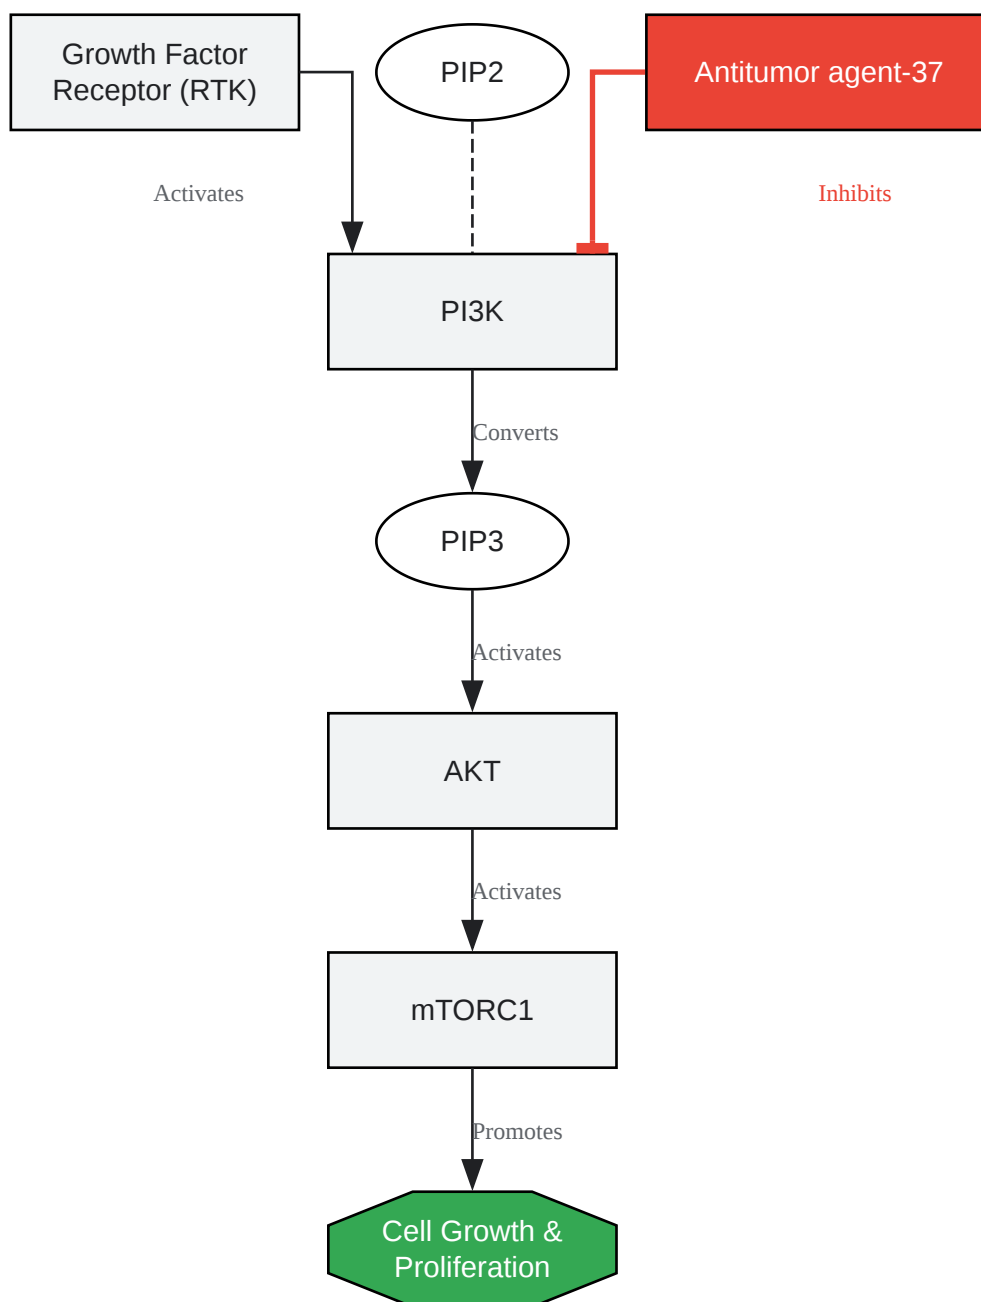 Growth Factor
Receptor (RTK)
PIP2
Antitumor agent-37
Activates
Inhibits
PI3K
Converts
PIP3
Activates
AKT
Activates
mTORC1
Promotes
Cell Growth &
Proliferation